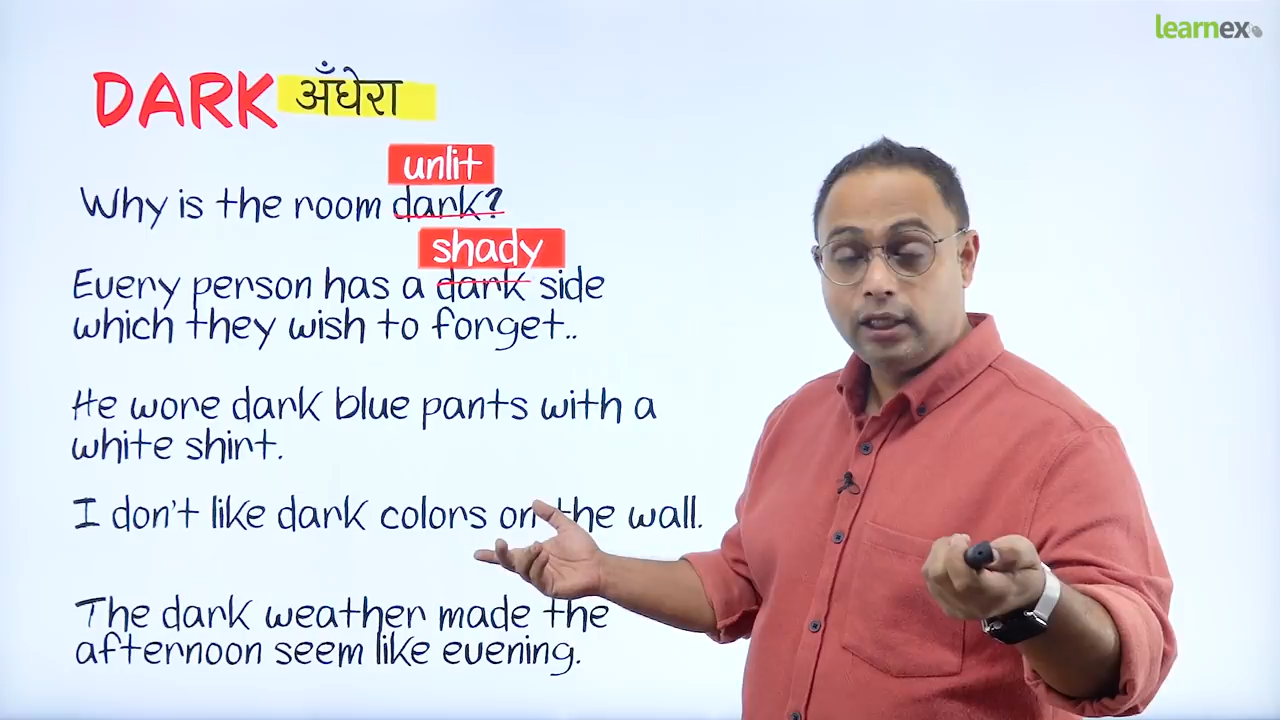 learnex
DARK अँधेरा
unlit
Why is the room dark?
shady
Every person has a dark side
which they wish to forget..
He wore dark blue pants with a
white shirt.
I don't like dark colors on the wall.
The dark weather made the
afternoon seem like evening.